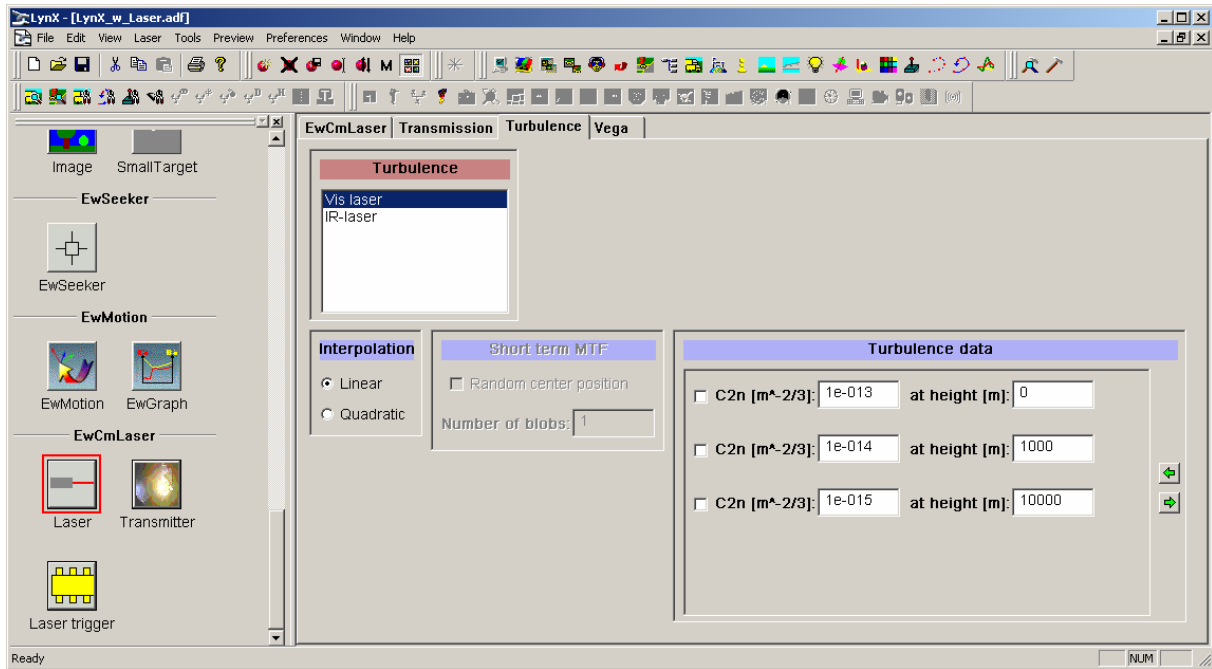 LynX - [LynX_w_Laser.adf]
File Edit View Laser Tools Preview Preferences Window Help
EwCmLaser Transmission Turbulence Vega
Image SmallTarget
EwSeeker
EwSeeker
EwMotion
EwMotion EwGraph
EwCmLaser
Laser Transmitter
Laser trigger
Turbulence
Vis laser
IR-laser
Interpolation
Linear
Quadratic
Short term MTF
Random center position
Number of blobs: 1
Turbulence data
C2n [m^-2/3]: 1e-013 at height [m]: 0
C2n [m^-2/3]: 1e-014 at height [m]: 1000
C2n [m^-2/3]: 1e-015 at height [m]: 10000
Ready NUM